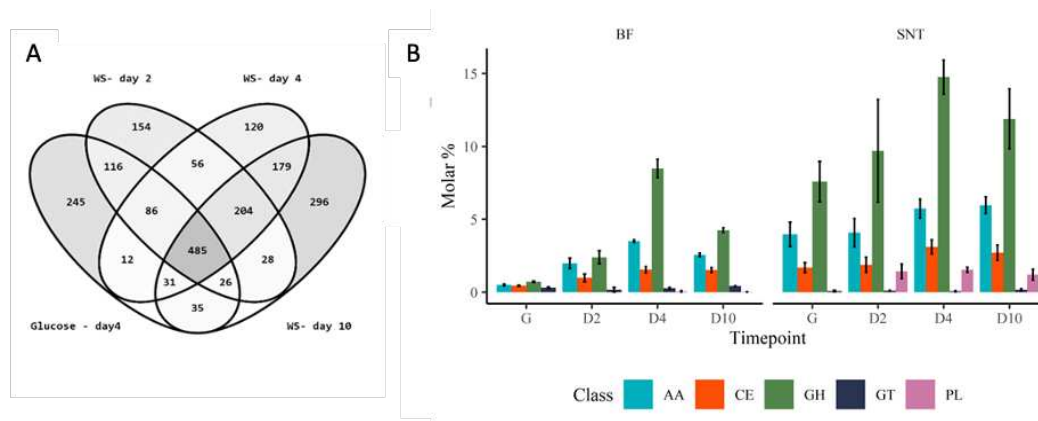 A
WS- day 2
WS- day 4
154
120
116
56
179
245
296
86
204
485
12
28
31
26
35
Glucose - day4
WS- day 10
B
BF
SNT
15
10
5
0
Molar %
G
D2
D4
D10
G
D2
D4
D10
Timepoint
Class
AA
CE
GH
GT
PL